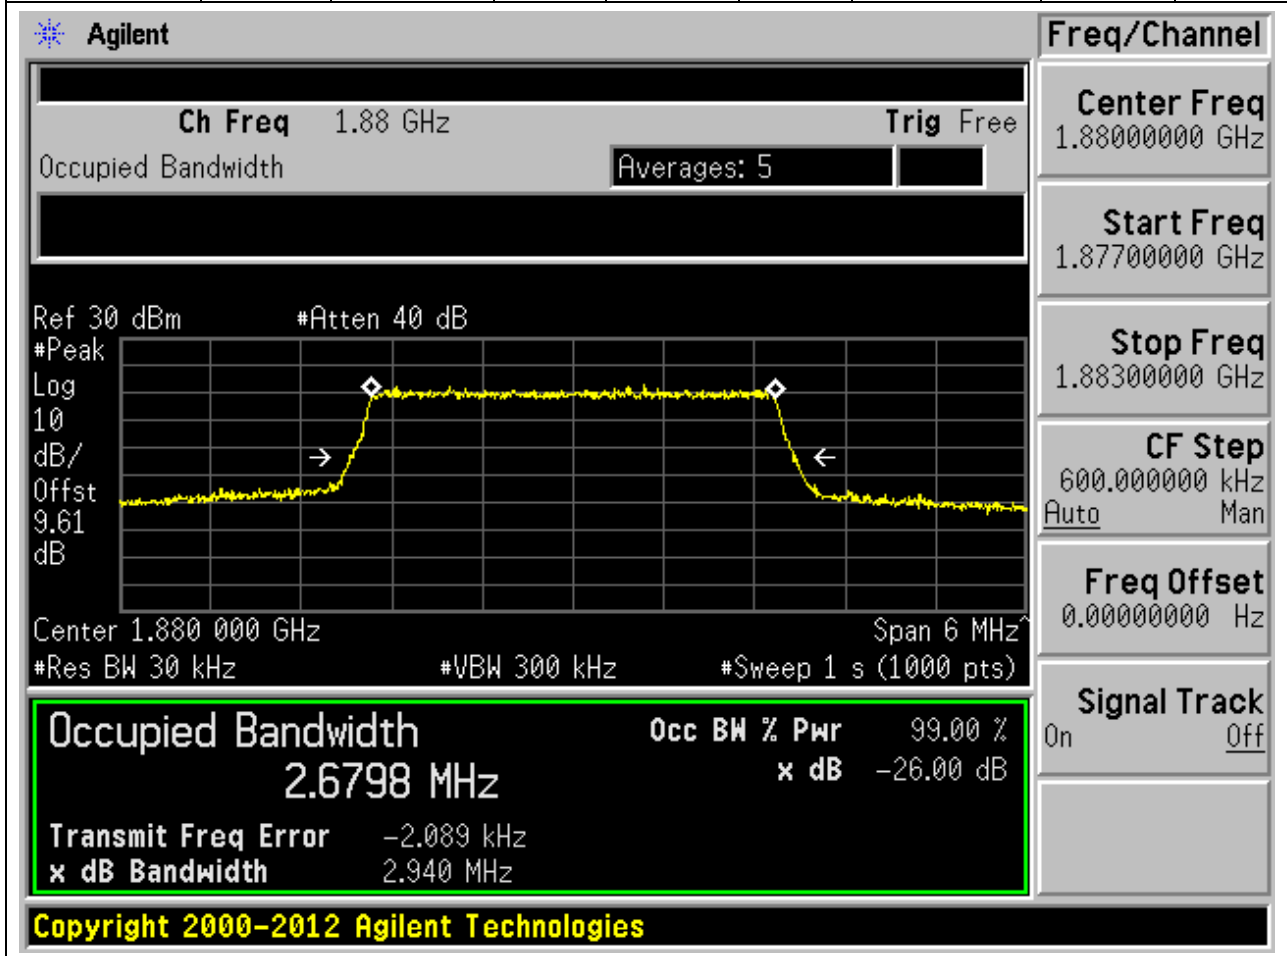 Agilent
Freq/Channel
Ch Freq 1.88 GHz Trig Free
Occupied Bandwidth Averages: 5
Center Freq
1.88000000 GHz
Start Freq
1.87700000 GHz
Stop Freq
1.88300000 GHz
CF Step
600.000000 kHz
Auto Man
Freq Offset
0.00000000 Hz
Signal Track
On Off
Ref 30 dBm #Atten 40 dB
#Peak
Log
10
dB/
Offst
9.61
dB
Center 1.880 000 GHz Span 6 MHz^
#Res BW 30 kHz #VBW 300 kHz #Sweep 1 s (1000 pts)
Occupied Bandwidth Occ BW % Pwr 99.00 %
2.6798 MHz x dB -26.00 dB
Transmit Freq Error -2.089 kHz
x dB Bandwidth 2.940 MHz
Copyright 2000-2012 Agilent Technologies